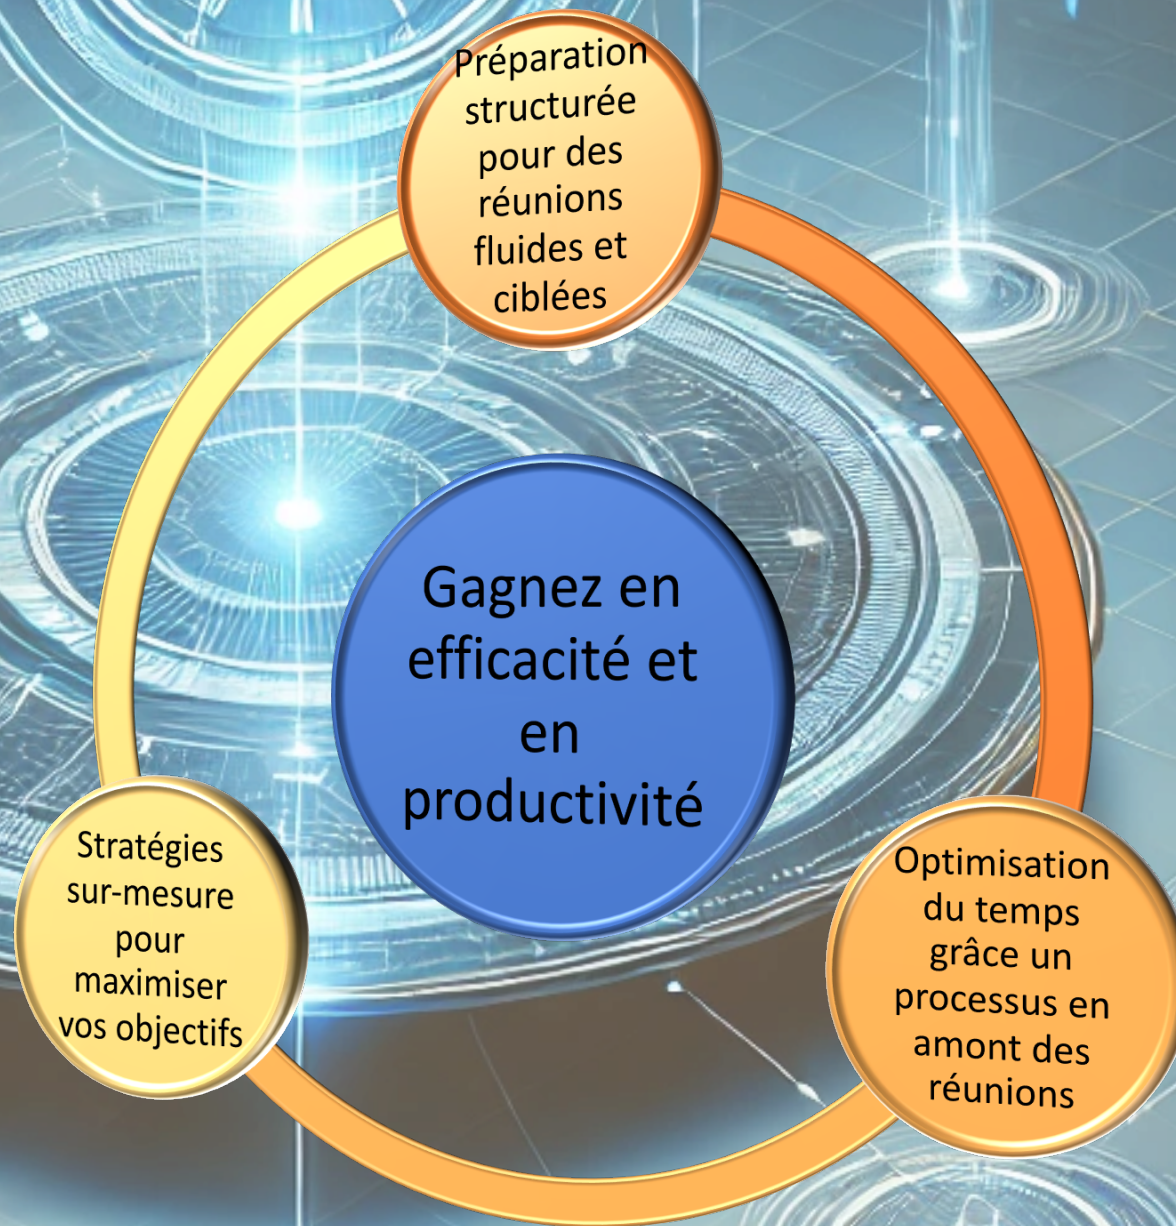 Préparation
structurée
pour des
réunions
fluides et
ciblées
Gagnez en
efficacité et
en
productivité
Stratégies
sur-mesure
pour
maximiser
vos objectifs
Optimisation
du temps
grâce un
processus en
amont des
réunions